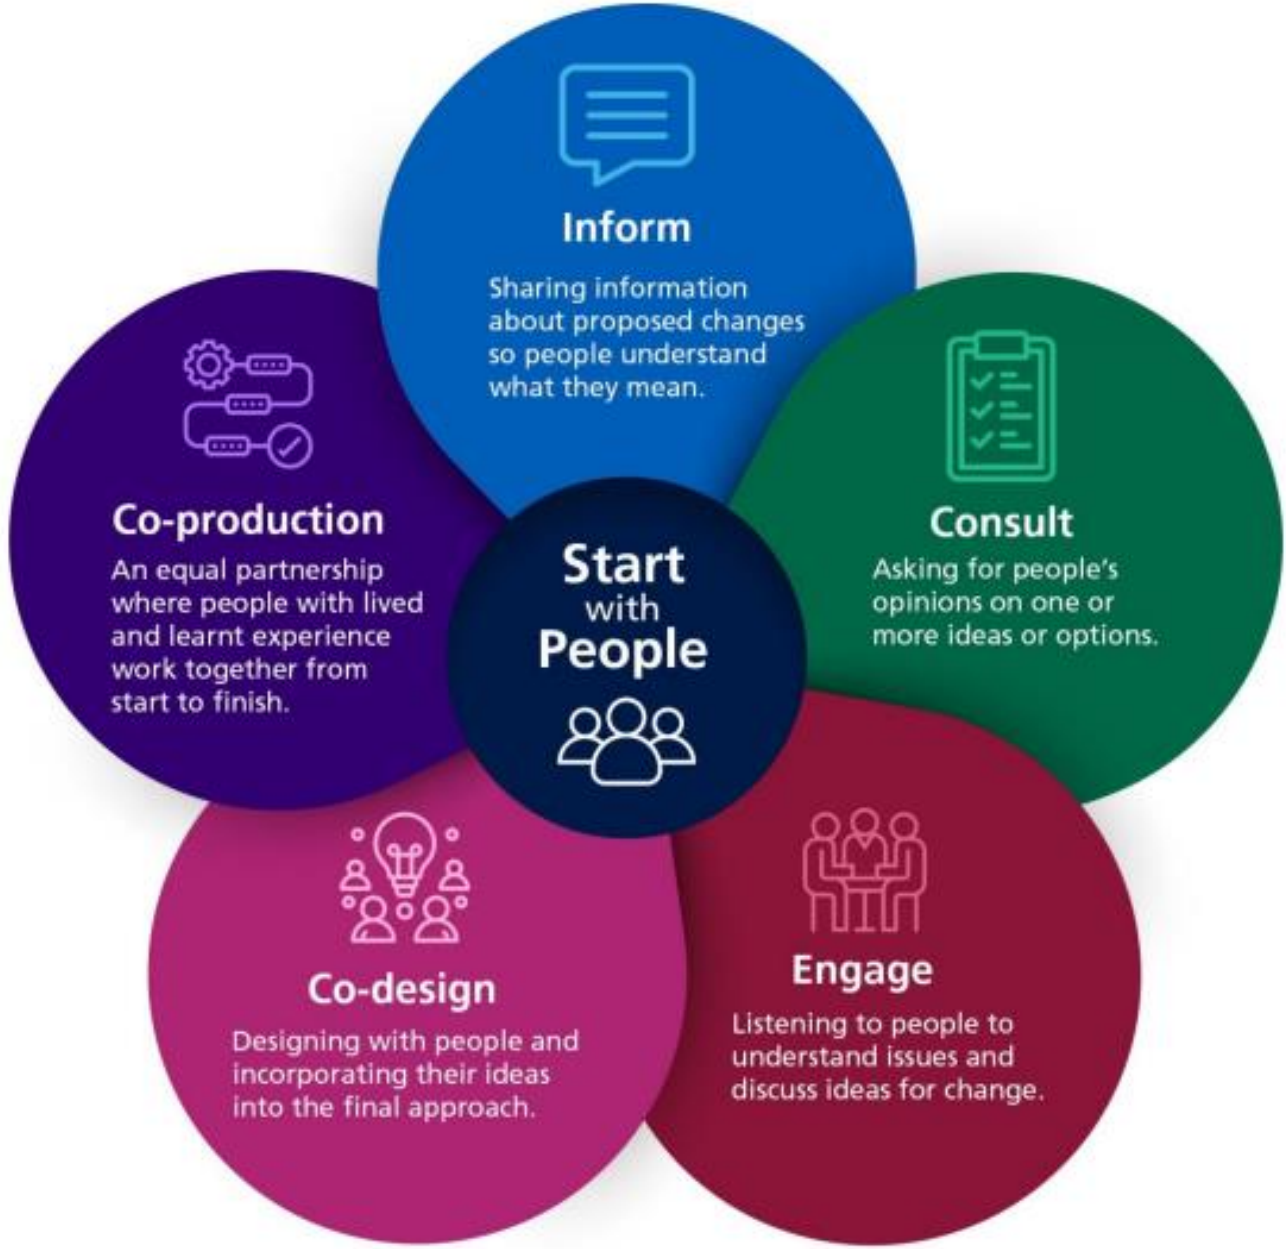 Inform
Sharing information
about proposed changes
so people understand
what they mean.
Consult
Asking for people's
opinions on one or
more ideas or options.
Engage
Listening to people to
understand issues and
discuss ideas for change.
Co-design
Designing with people and
incorporating their ideas
into the final approach.
Co-production
An equal partnership
where people with lived
and learnt experience
work together from
start to finish.
Start
with
People